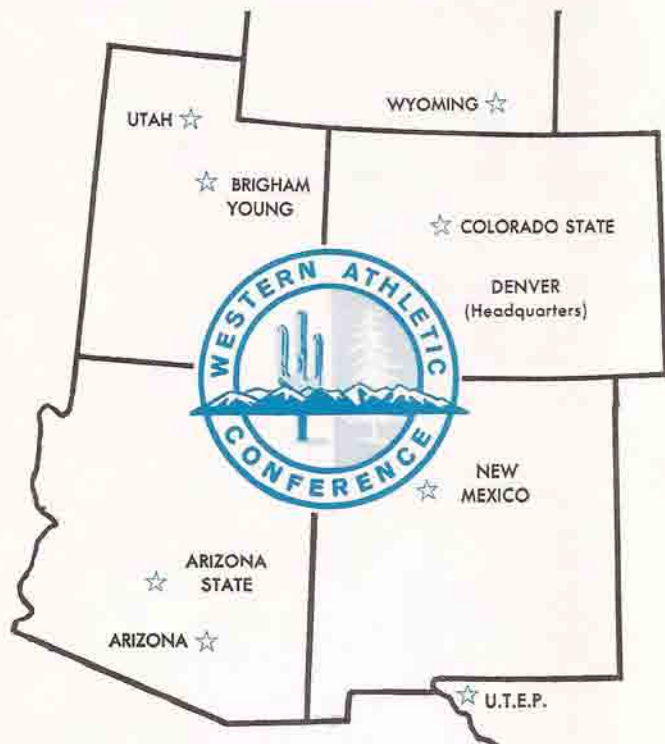 UTAH
WYOMING
BRIGHAM
YOUNG
COLORADO STATE
DENVER
(Headquarters)
WESTERN ATHLETIC
CONFERENCE
NEW
MEXICO
ARIZONA
STATE
ARIZONA
U.T.E.P.